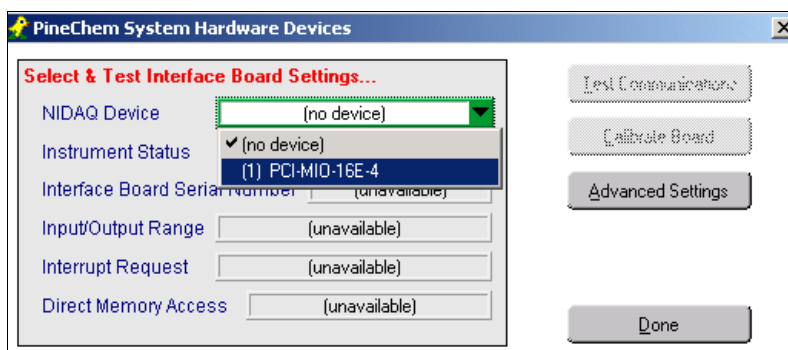 PineChem System Hardware Devices
Select & Test Interface Board Settings...
NIDAQ Device (no device)
(no device)
(1) PCI-MIO-16E-4
Instrument Status
Interface Board Serial Number (unavailable)
Input/Output Range (unavailable)
Interrupt Request (unavailable)
Direct Memory Access (unavailable)
Test Communications
Calibrate Board
Advanced Settings
Done